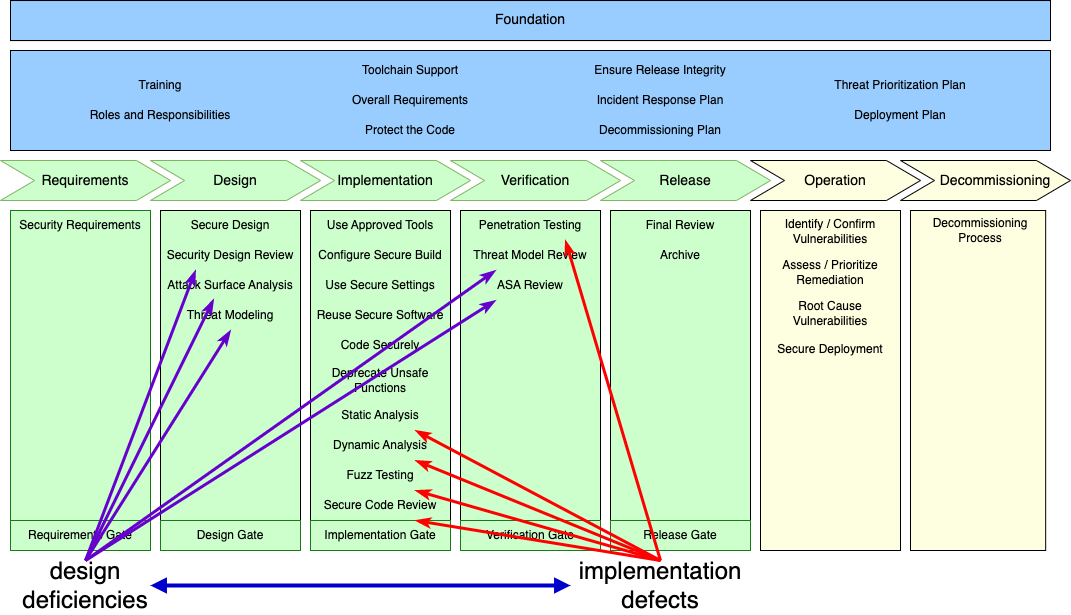 Foundation
Training
Roles and Responsibilities
Toolchain Support
Overall Requirements
Protect the Code
Ensure Release Integrity
Incident Response Plan
Decommissioning Plan
Threat Prioritization Plan
Deployment Plan
Requirements
Design
Implementation
Verification
Release
Operation
Decommissioning
Security Requirements
Requirements Gate
Secure Design
Security Design Review
Attack Surface Analysis
Threat Modeling
Design Gate
Use Approved Tools
Configure Secure Build
Use Secure Settings
Reuse Secure Software
Code Securely
Deprecate Unsafe
Functions
Static Analysis
Dynamic Analysis
Fuzz Testing
Secure Code Review
Implementation Gate
Penetration Testing
Threat Model Review
ASA Review
Verification Gate
Final Review
Archive
Release Gate
Identify / Confirm
Vulnerabilities
Assess / Prioritize
Remediation
Root Cause
Vulnerabilities
Secure Deployment
Decommissioning
Process
design
deficiencies
implementation
defects